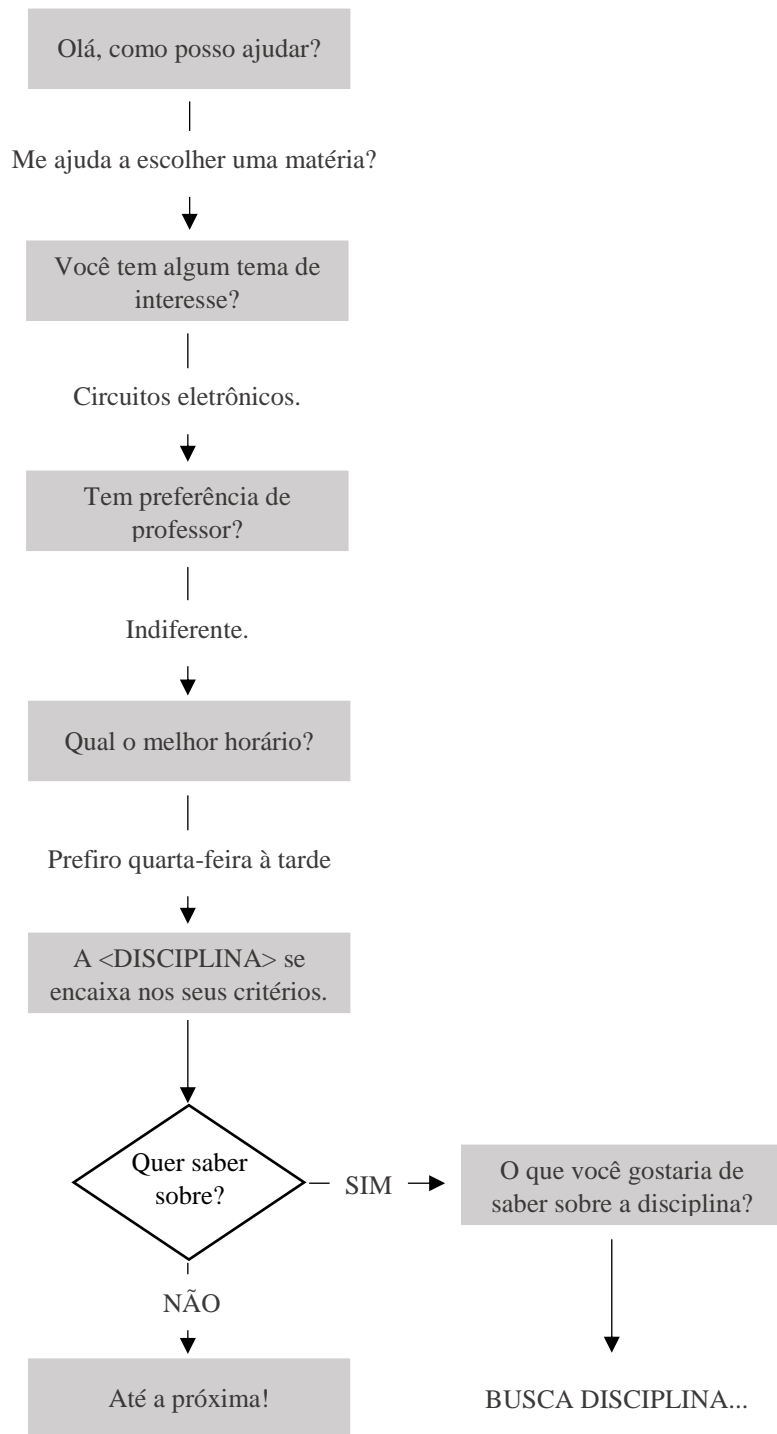 Olá, como posso ajudar?
Me ajuda a escolher uma matéria?
Você tem algum tema de
interesse?
Circuitos eletrônicos.
Tem preferência de
professor?
Indiferente.
Qual o melhor horário?
Prefiro quarta-feira à tarde
A <DISCIPLINA> se
encaixa nos seus critérios.
Quer saber
sobre?
SIM
O que você gostaria de
saber sobre a disciplina?
NÃO
Até a próxima!
BUSCA DISCIPLINA...